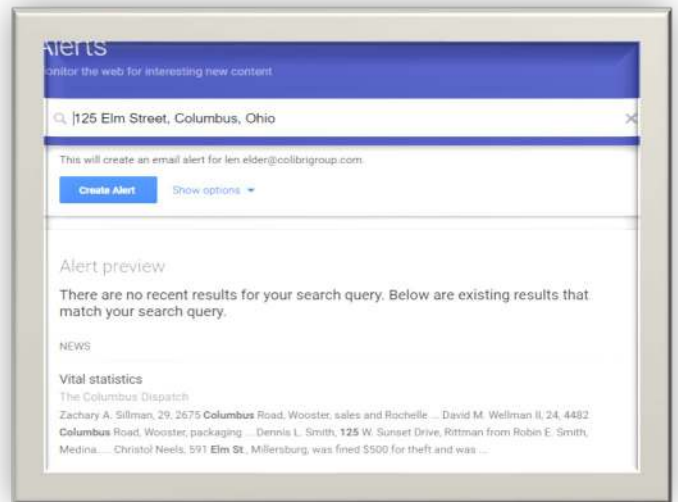 Alerts
Monitor the web for interesting new content
125 Elm Street, Columbus, Ohio
This will create an email alert for len.elder@colibrigroup.com.
Create Alert Show options
Alert preview
There are no recent results for your search query. Below are existing results that
match your search query.
NEWS
Vital statistics
The Columbus Dispatch
Zachary A. Sillman, 29, 2675 Columbus Road, Wooster, sales and Rochelle ... David M. Wellman II, 24, 4482
Columbus Road, Wooster, packaging ... Dennis L. Smith, 125 W. Sunset Drive, Rittman from Robin E. Smith,
Medina. ... Christol Neels, 591 Elm St., Millersburg, was fined $500 for theft and was ...